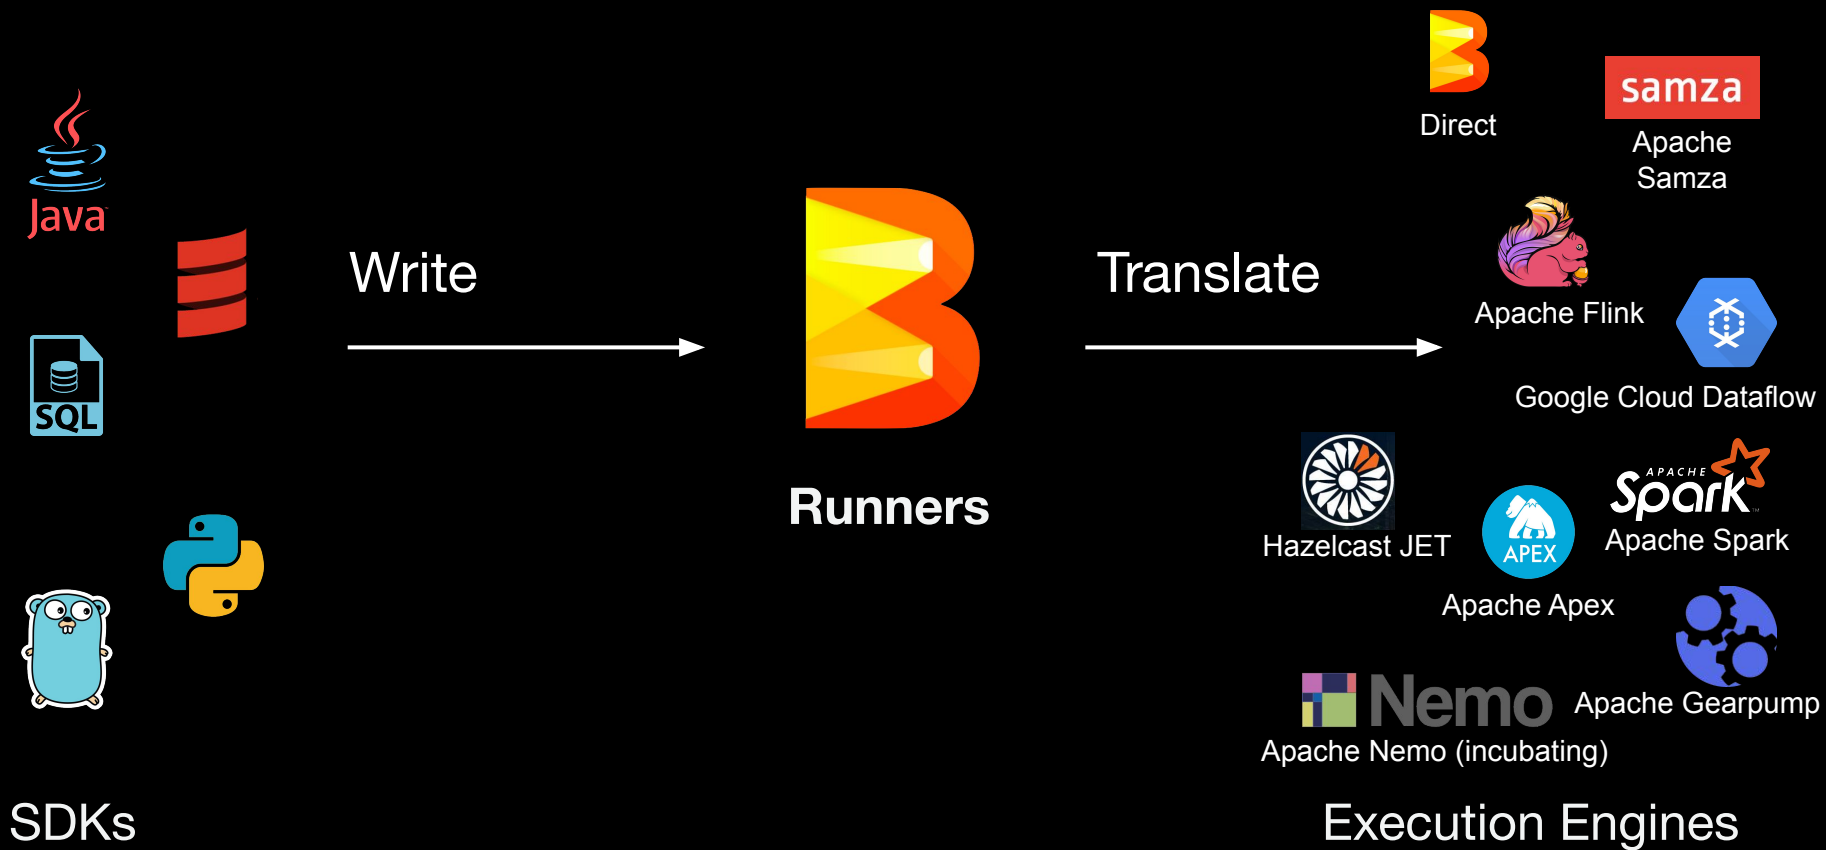 Java
SQL
SDKs
Write
Runners
Translate
Direct
samza
Apache
Samza
Apache Flink
Google Cloud Dataflow
Hazelcast JET
APEX
Apache Apex
APACHE
Spark
Apache Spark
Apache Gearpump
Nemo
Apache Nemo (incubating)
Execution Engines